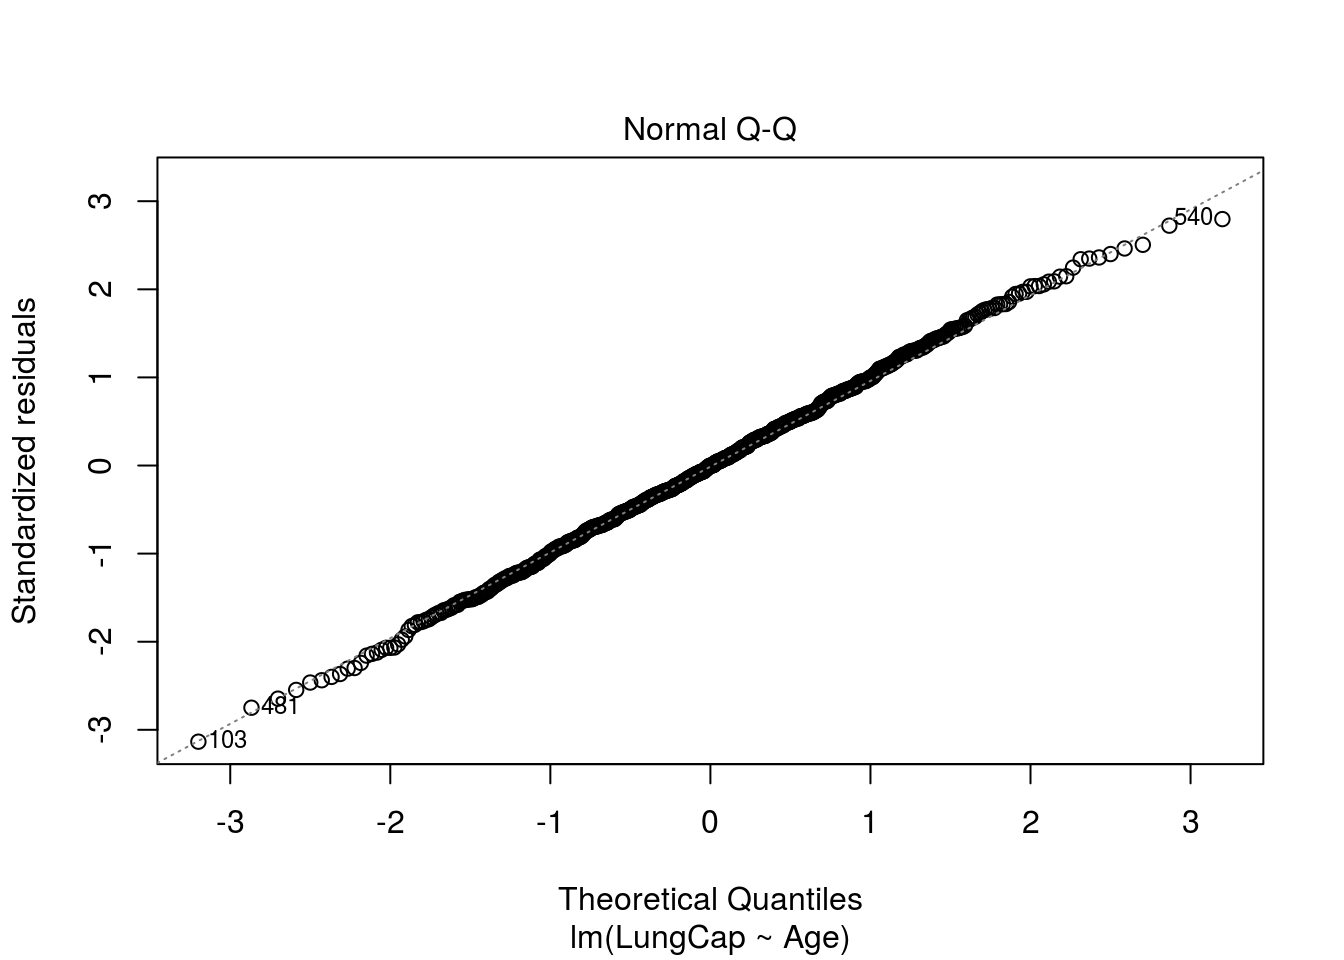 Normal Q-Q
Standardized residuals
3
2
1
0
-1
-2
-3
540
481
103
-3 -2 -1 0 1 2 3
Theoretical Quantiles
lm(LungCap ~ Age)